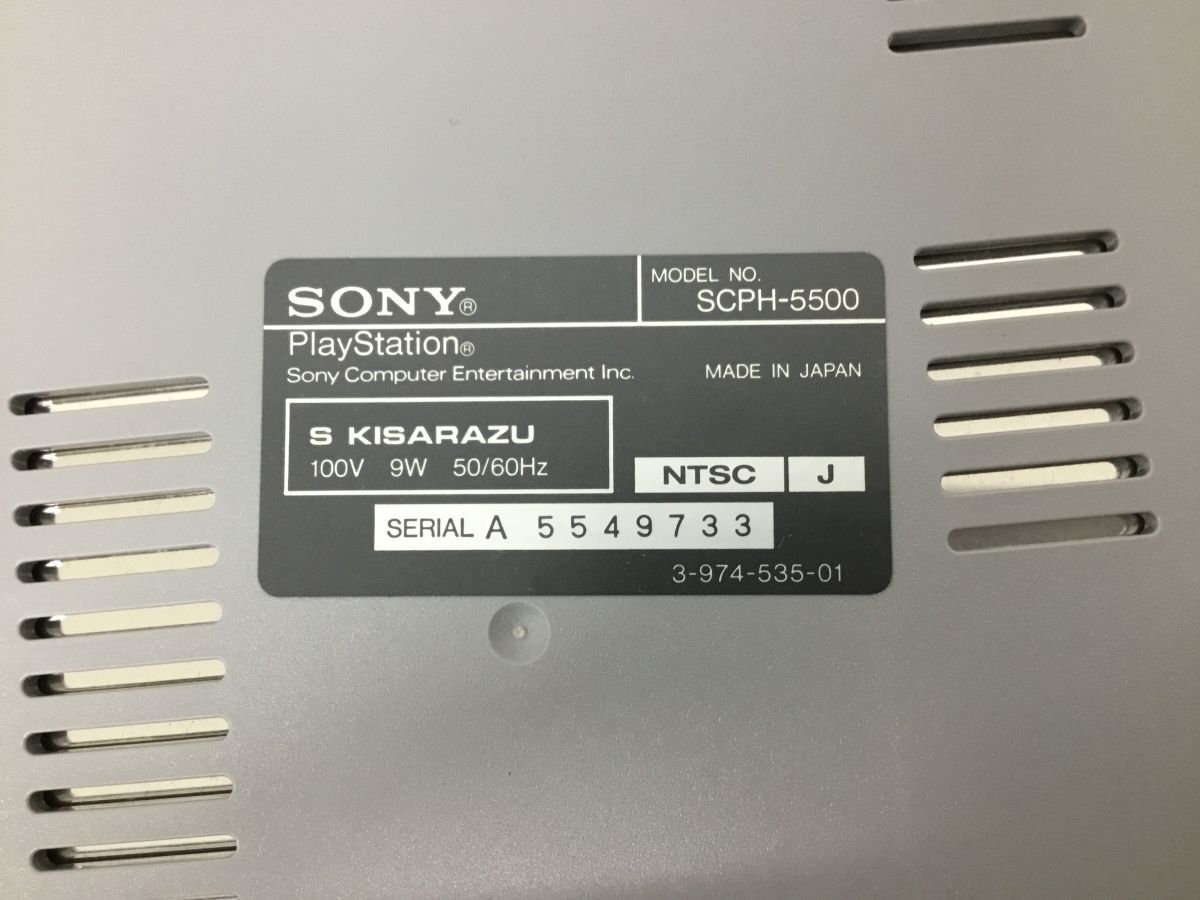 SONY®
MODEL NO.
SCPH-5500
PlayStation®
Sony Computer Entertainment Inc.
MADE IN JAPAN
S KISARAZU
100V 9W 50/60Hz
NTSC J
SERIAL A 5549733
3-974-535-01